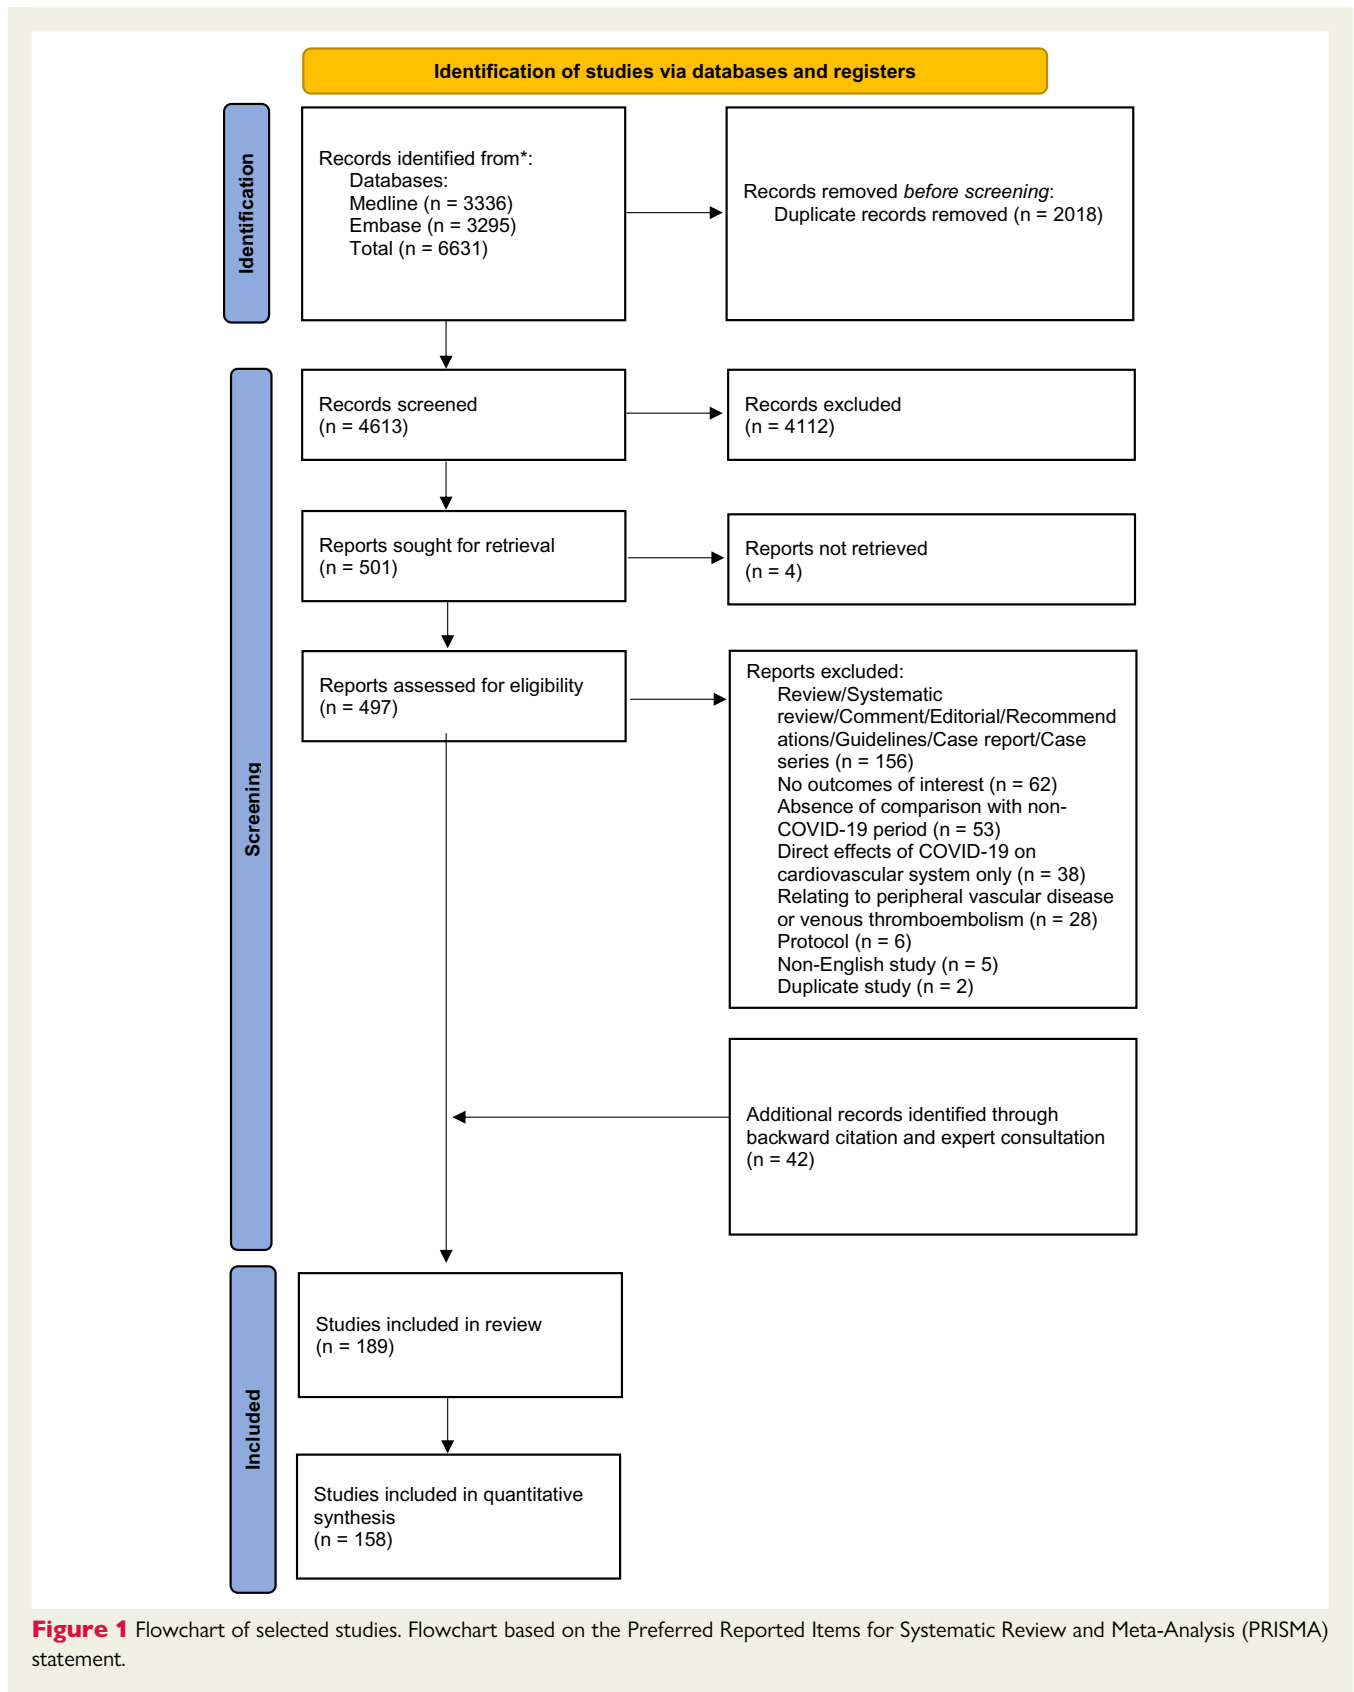 Identification of studies via databases and registers
Identification
Records identified from*:
Databases:
Medline (n = 3336)
Embase (n = 3295)
Total (n = 6631)
Records removed before screening:
Duplicate records removed (n = 2018)
Screening
Records screened
(n = 4613)
Records excluded
(n = 4112)
Reports sought for retrieval
(n = 501)
Reports not retrieved
(n = 4)
Reports assessed for eligibility
(n = 497)
Reports excluded:
Review/Systematic
review/Comment/Editorial/Recommend
ations/Guidelines/Case report/Case
series (n = 156)
No outcomes of interest (n = 62)
Absence of comparison with non-
COVID-19 period (n = 53)
Direct effects of COVID-19 on
cardiovascular system only (n = 38)
Relating to peripheral vascular disease
or venous thromboembolism (n = 28)
Protocol (n = 6)
Non-English study (n = 5)
Duplicate study (n = 2)
Additional records identified through
backward citation and expert consultation
(n = 42)
Included
Studies included in review
(n = 189)
Studies included in quantitative
synthesis
(n = 158)
Figure 1 Flowchart of selected studies. Flowchart based on the Preferred Reported Items for Systematic Review and Meta-Analysis (PRISMA)
statement.